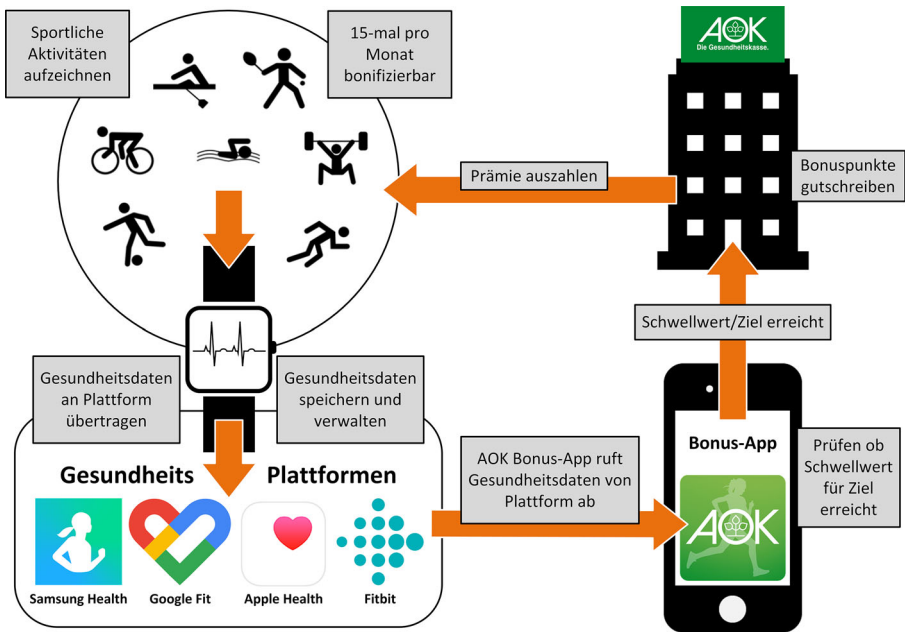 Sportliche
Aktivitäten
aufzeichnen
15-mal pro
Monat
bonifizierbar
AOK
Die Gesundheitskasse.
Prämie auszahlen
Bonuspunkte
gutschreiben
Schwellwert/Ziel erreicht
Gesundheitsdaten
an Plattform
übertragen
Gesundheitsdaten
speichern und
verwalten
Gesundheits Plattformen
Samsung Health
Google Fit
Apple Health
Fitbit
AOK Bonus-App ruft
Gesundheitsdaten von
Plattform ab
Bonus-App
AOK
Prüfen ob
Schwellwert
für Ziel
erreicht